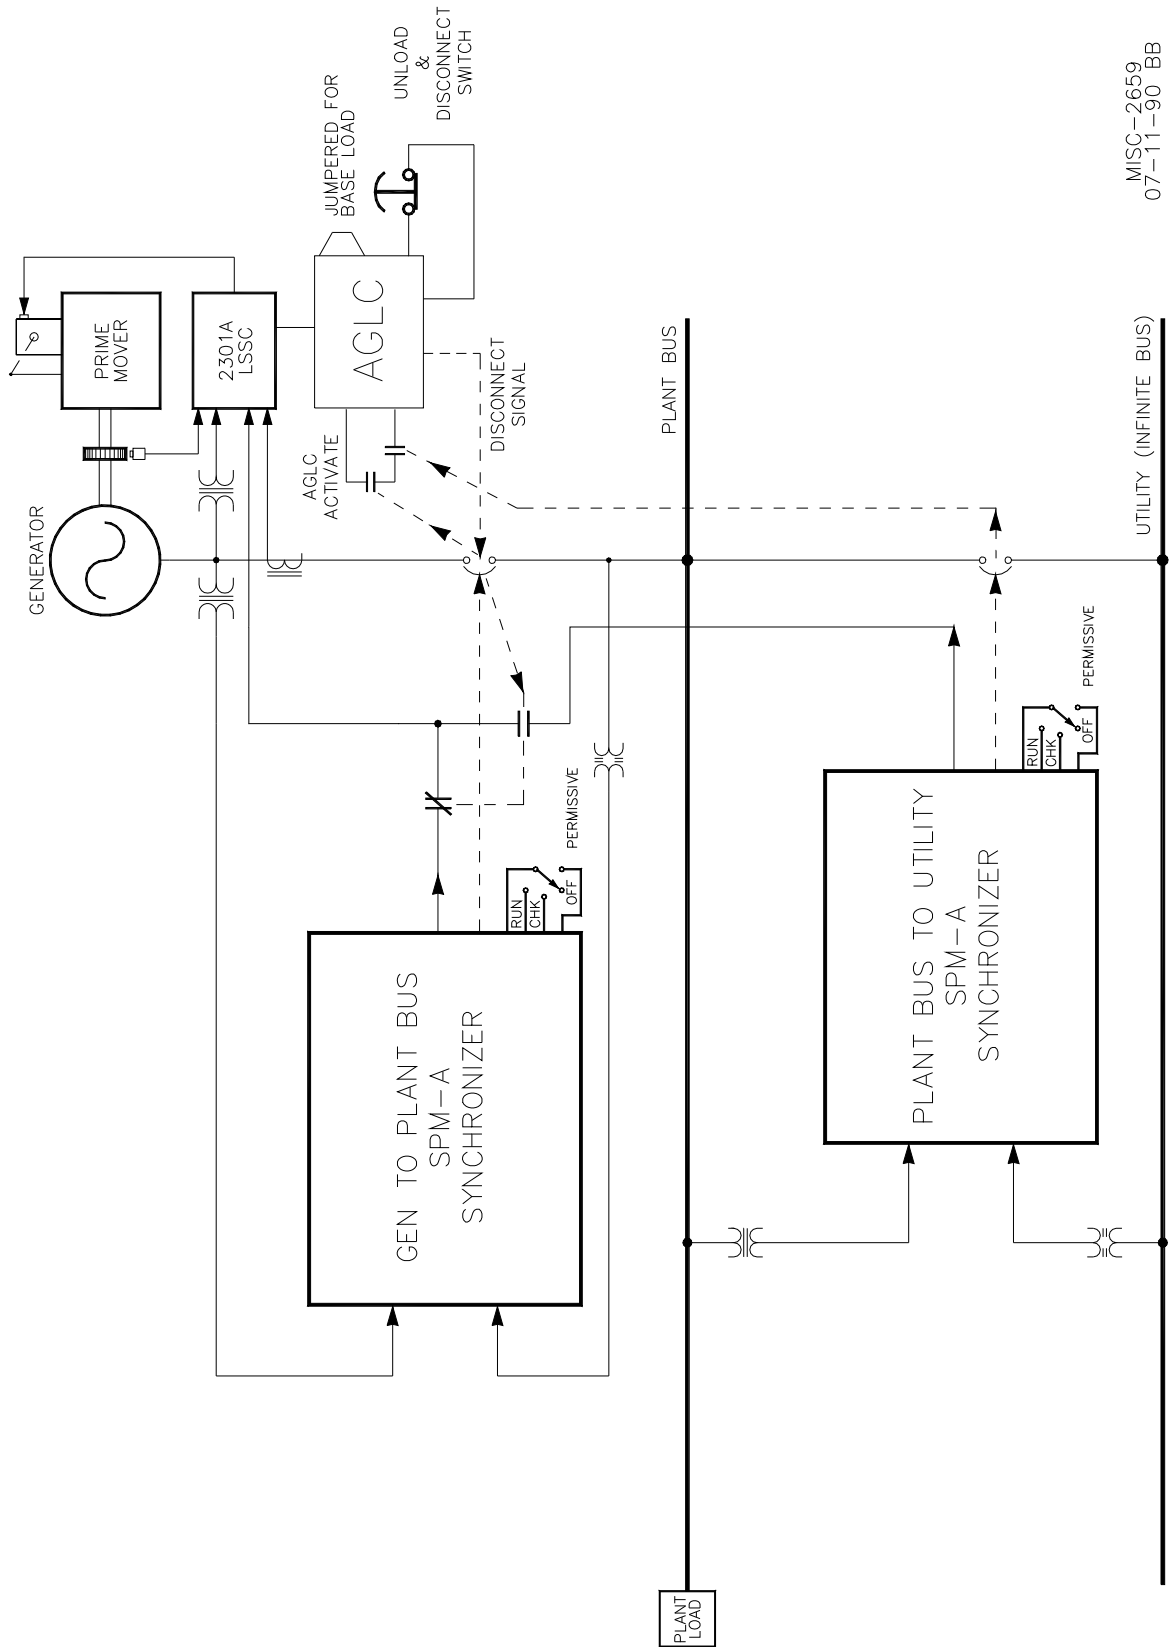 GENERATOR
PRIME
MOVER
2301A
LSSC
AGLC
JUMPERED FOR
BASE LOAD
UNLOAD
&
DISCONNECT
SWITCH
AGLC
ACTIVATE
DISCONNECT
SIGNAL
GEN TO PLANT BUS
SPM-A
SYNCHRONIZER
RUN
CHK
OFF
PERMISSIVE
PLANT BUS
PLANT
LOAD
PLANT BUS TO UTILITY
SPM-A
SYNCHRONIZER
RUN
CHK
OFF
PERMISSIVE
UTILITY (INFINITE BUS)
MISC-2659
07-11-90 BB